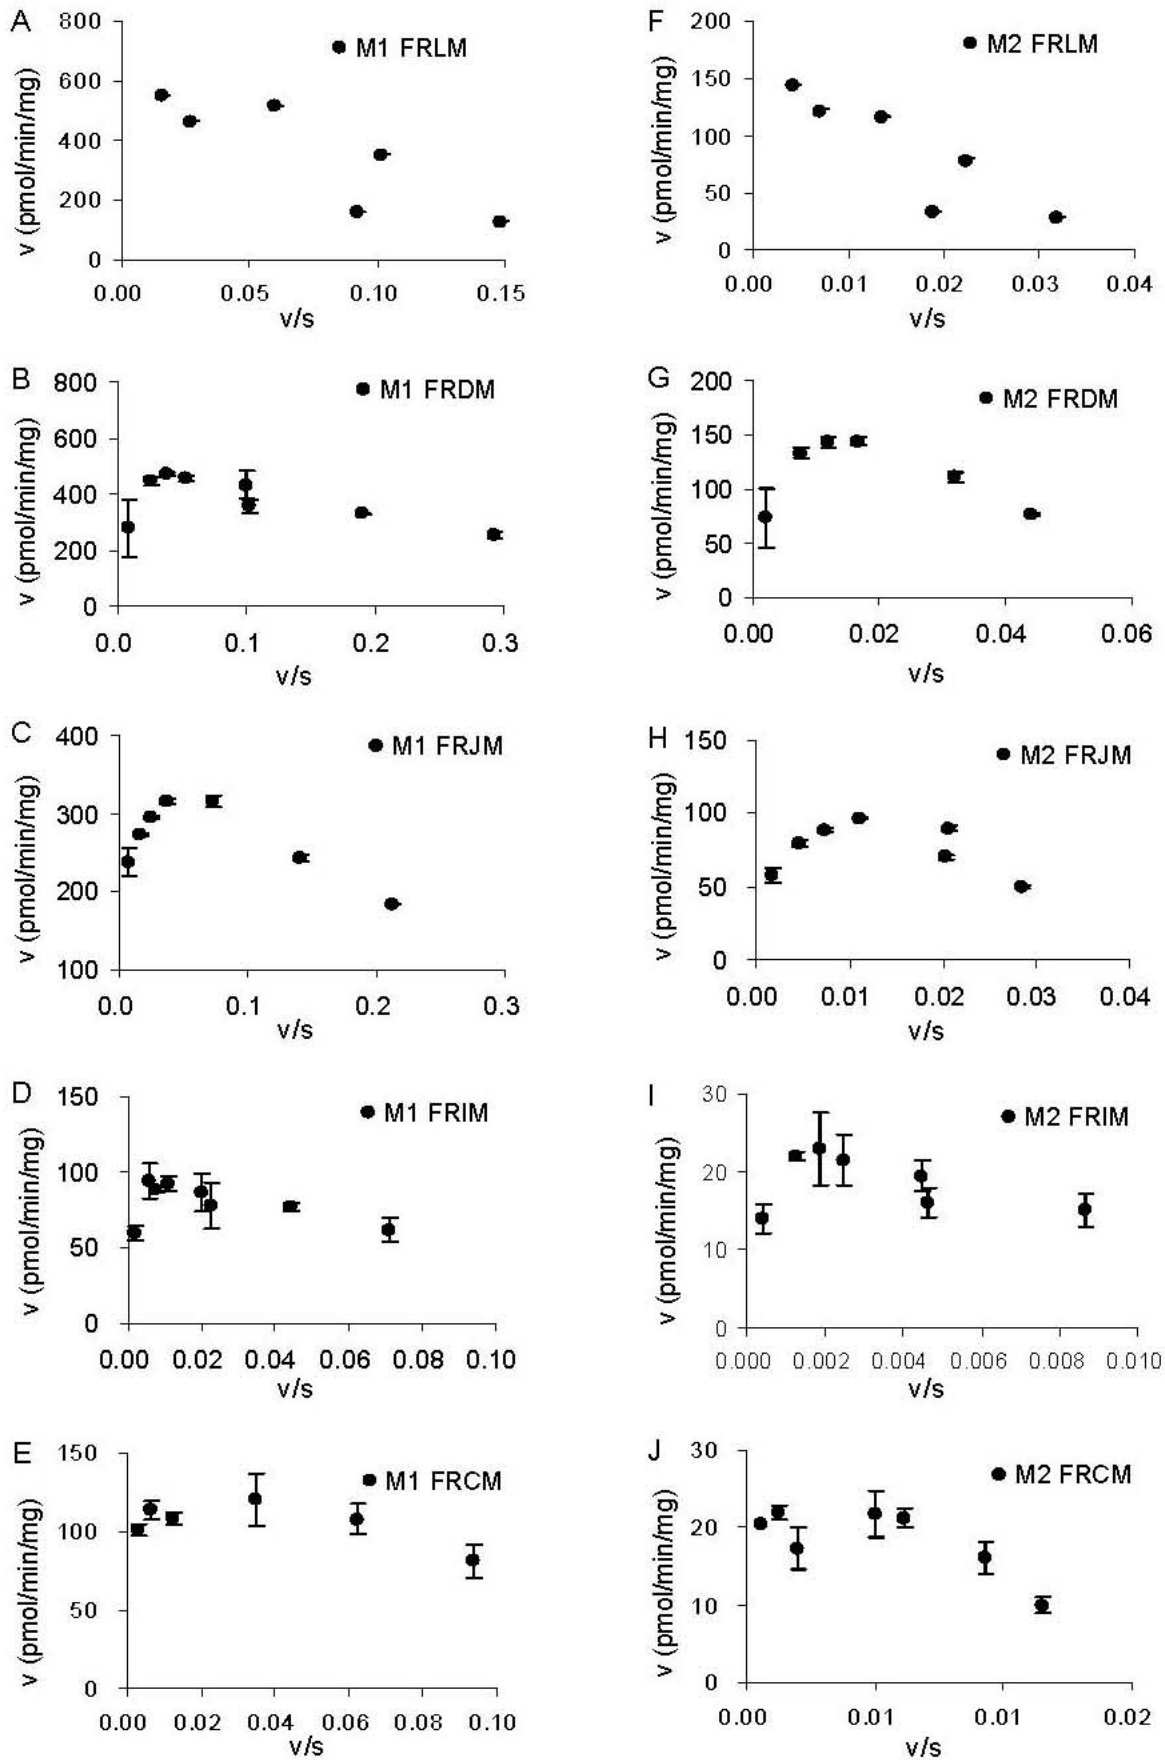 A
800
600
400
200
0
v (pmol/min/mg)
M1 FRLM
0.00 0.05 0.10 0.15
v/s
F
200
150
100
50
0
v (pmol/min/mg)
M2 FRLM
0.00 0.01 0.02 0.03 0.04
v/s
B
800
600
400
200
0
v (pmol/min/mg)
M1 FRDM
0.0 0.1 0.2 0.3
v/s
G
200
150
100
50
0
v (pmol/min/mg)
M2 FRDM
0.00 0.02 0.04 0.06
v/s
C
400
300
200
100
v (pmol/min/mg)
M1 FRJM
0.0 0.1 0.2 0.3
v/s
H
150
100
50
0
v (pmol/min/mg)
M2 FRJM
0.00 0.01 0.02 0.03 0.04
v/s
D
150
100
50
0
v (pmol/min/mg)
M1 FRIM
0.00 0.02 0.04 0.06 0.08 0.10
v/s
I
30
20
10
0
v (pmol/min/mg)
M2 FRIM
0.000 0.002 0.004 0.006 0.008 0.010
v/s
E
150
100
50
0
v (pmol/min/mg)
M1 FRCM
0.00 0.02 0.04 0.06 0.08 0.10
v/s
J
30
20
10
0
v (pmol/min/mg)
M2 FRCM
0.00 0.01 0.01 0.02
v/s